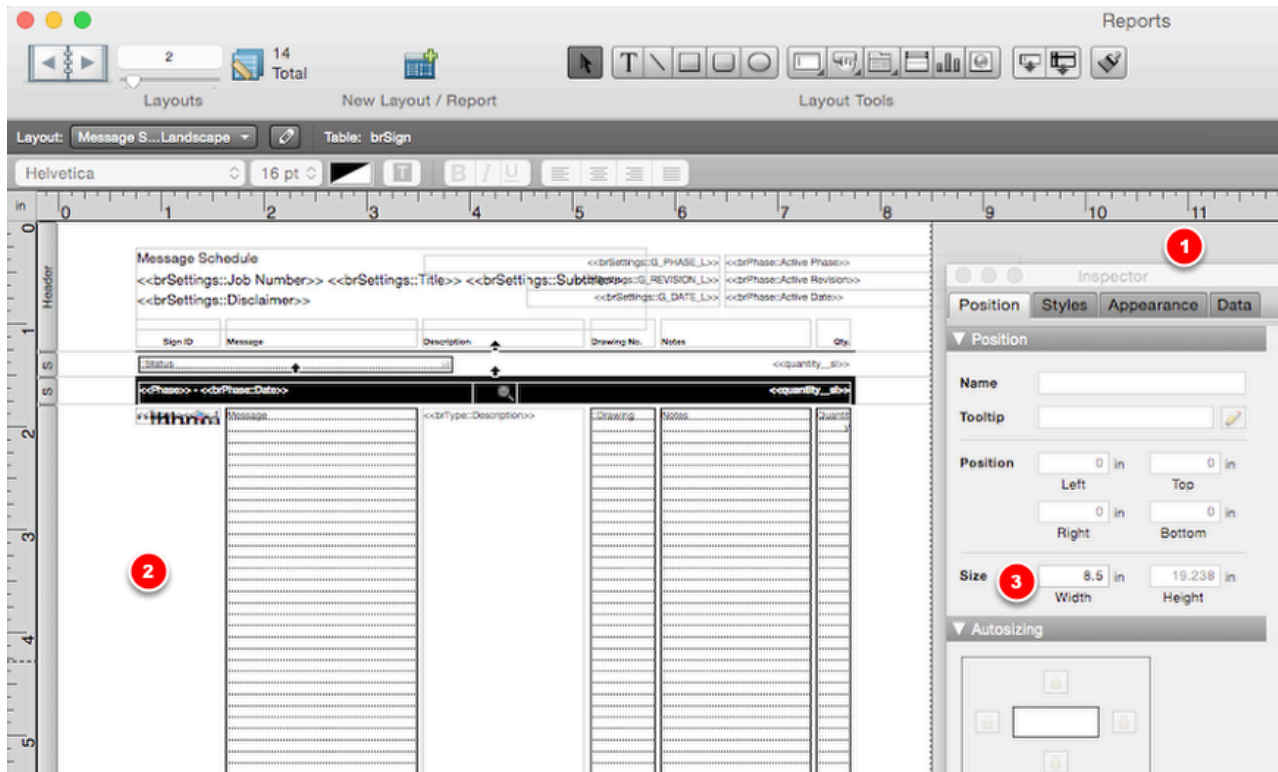 Reports
2
14
Total
Layouts
New Layout / Report
T
Layout Tools
Layout: Message S...Landscape
Table: brSign
Helvetica
16 pt
T
B I U
in
0 1 2 3 4 5 6 7 8 9 10 11
0
1
Header
Message Schedule
<<brSettings::G_PHASE_L>> <<brPhase::Active Phase>>
<<brSettings::Job Number>> <<brSettings::Title>> <<brSettings::Subtitle>> G_REVISION_L>> <<brPhase::Active Revision>>
<<brSettings::Disclaimer>>
<<brSettings::G_DATE_L>> <<brPhase::Active Date>>
Inspector
Position Styles Appearance Data
1
Sign ID Message Description Drawing No. Notes Qty.
Position
S
Status
<<quantity__sl>>
S
<<Phase>> - <<brPhase::Date>>
Name
Tooltip
2
Message
<<brType::Description>>
Drawing
Notes
Quantit
y
Position
0 in 0 in
Left Top
0 in 0 in
Right Bottom
3
2
Size
3
8.5 in 19.238 in
Width Height
Autosizing
4
5